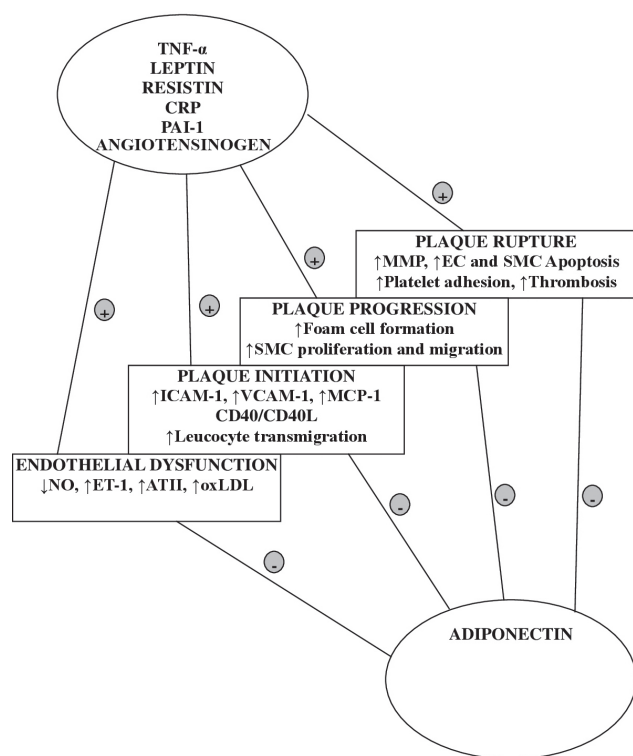 TNF-α
LEPTIN
RESISTIN
CRP
PAI-1
ANGIOTENSINOGEN
+
PLAQUE RUPTURE
↑MMP, ↑EC and SMC Apoptosis
↑Platelet adhesion, ↑Thrombosis
+
PLAQUE PROGRESSION
↑Foam cell formation
↑SMC proliferation and migration
+
+
PLAQUE INITIATION
↑ICAM-1, ↑VCAM-1, ↑MCP-1
CD40/CD40L
↑Leucocyte transmigration
ENDOTHELIAL DYSFUNCTION
↓NO, ↑ET-1, ↑ATII, ↑oxLDL
-
-
-
-
ADIPONECTIN